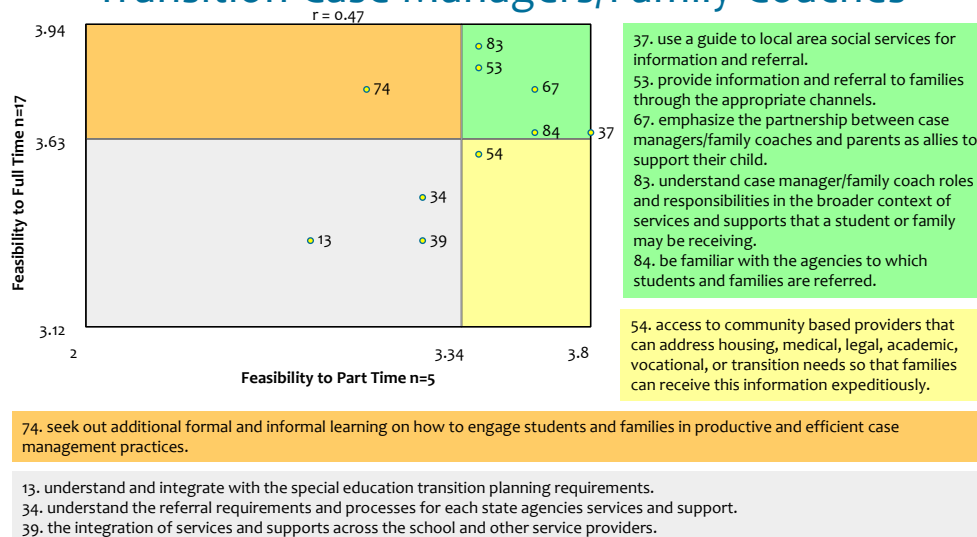 Transition Case Managers/Family Coaches
r = 0.47
3.94
83
53
74
67
84
37
3.63
54
34
13
39
3.12
2
3.34
3.8
Feasibility to Full Time n=17
Feasibility to Part Time n=5
37. use a guide to local area social services for
information and referral.
53. provide information and referral to families
through the appropriate channels.
67. emphasize the partnership between case
managers/family coaches and parents as allies to
support their child.
83. understand case manager/family coach roles
and responsibilities in the broader context of
services and supports that a student or family
may be receiving.
84. be familiar with the agencies to which
students and families are referred.
54. access to community based providers that
can address housing, medical, legal, academic,
vocational, or transition needs so that families
can receive this information expeditiously.
74. seek out additional formal and informal learning on how to engage students and families in productive and efficient case
management practices.
13. understand and integrate with the special education transition planning requirements.
34. understand the referral requirements and processes for each state agencies services and support.
39. the integration of services and supports across the school and other service providers.